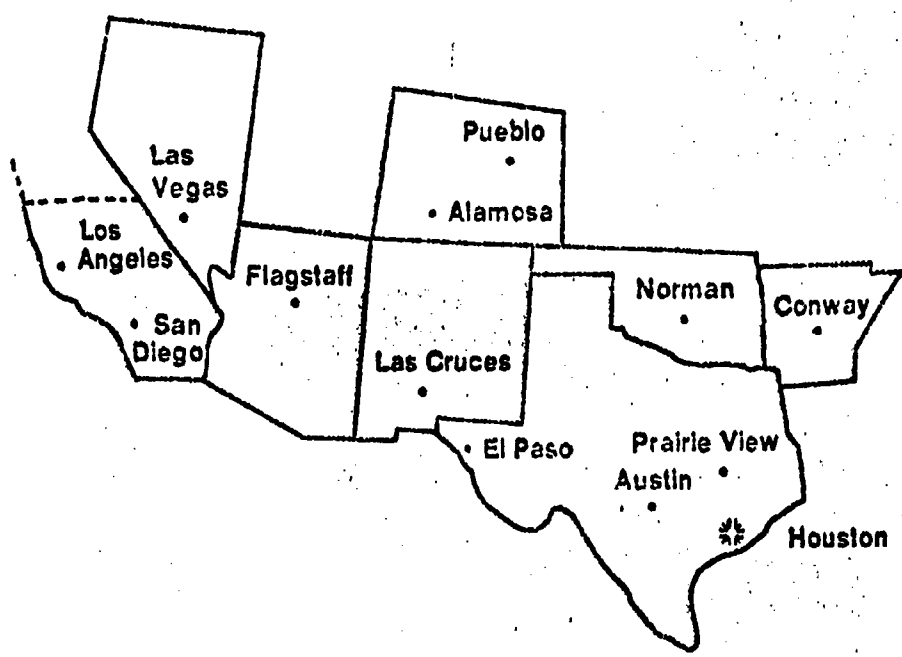 Pueblo
Las
Vegas
Alamosa
Los
Angeles
Flagstaff
Norman
Conway
San
Diego
Las Cruces
El Paso
Prairie View
Austin
Houston